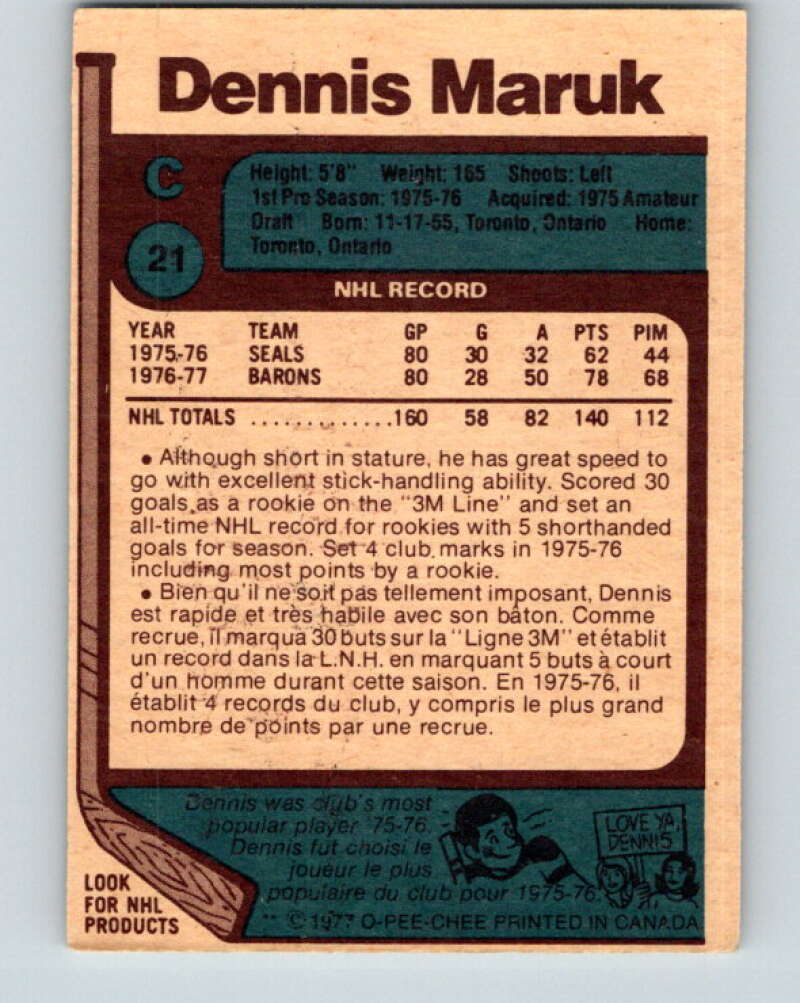 Dennis Maruk
C
21
Height: 5'8" Weight: 165 Shoots: Left
1st Pro Season: 1975-76 Acquired: 1975 Amateur
Draft Born: 11-17-55, Toronto, Ontario Home:
Toronto, Ontario
NHL RECORD
YEAR TEAM GP G A PTS PIM
1975-76 SEALS 80 30 32 62 44
1976-77 BARONS 80 28 50 78 68
NHL TOTALS ..............160 58 82 140 112
• Although short in stature, he has great speed to
go with excellent stick-handling ability. Scored 30
goals as a rookie on the "3M Line" and set an
all-time NHL record for rookies with 5 shorthanded
goals for season. Set 4 club marks in 1975-76
including most points by a rookie.
• Bien qu'il ne soit pas tellement imposant, Dennis
est rapide et très habile avec son bâton. Comme
recrue, il marqua 30 buts sur la "Ligne 3M" et établit
un record dans la L.N.H. en marquant 5 buts à court
d'un homme durant cette saison. En 1975-76, il
établit 4 records du club, y compris le plus grand
nombre de points par une recrue.
Dennis was club's most
popular player '75-76.
Dennis fut choisi le
joueur le plus
populaire du club pour 1975-76.
LOVE YA,
DENNIS
LOOK
FOR NHL
PRODUCTS
** © 1977 O-PEE-CHEE PRINTED IN CANADA